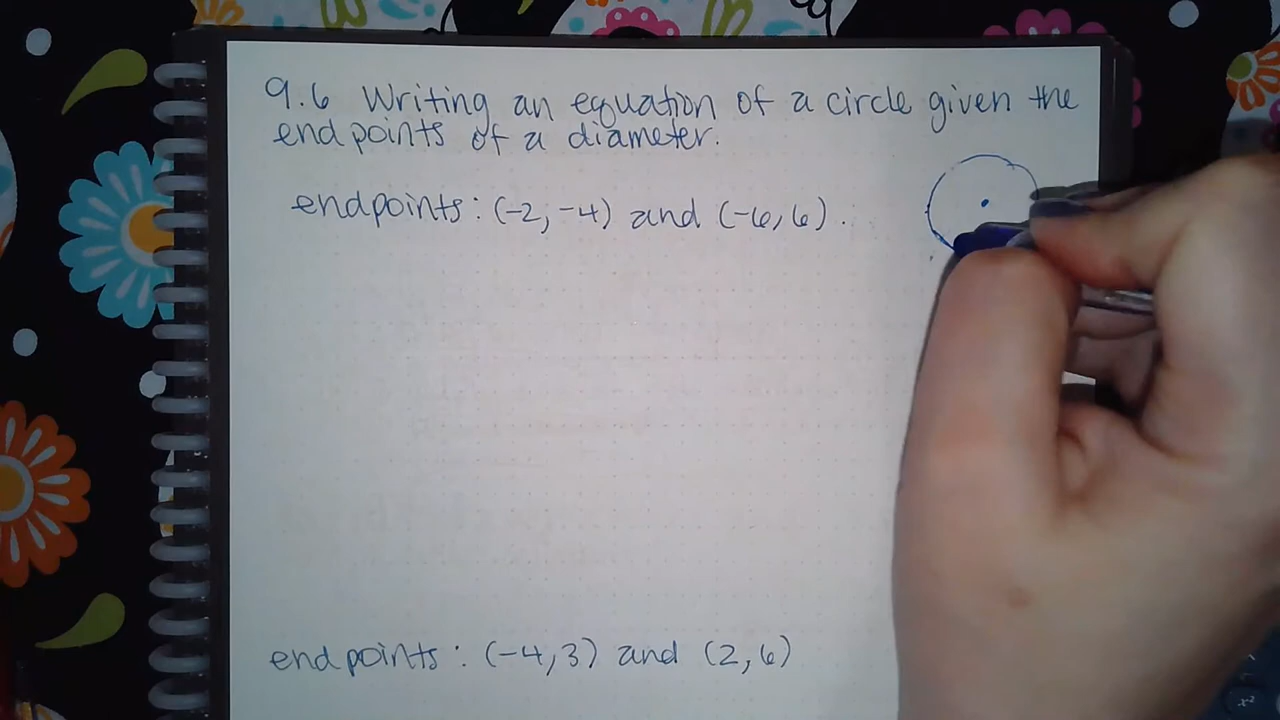 9.6 Writing an equation of a circle given the
endpoints of a diameter.
endpoints: (-2,-4) and (-6,6).
endpoints: (-4,3) and (2,6)
x²